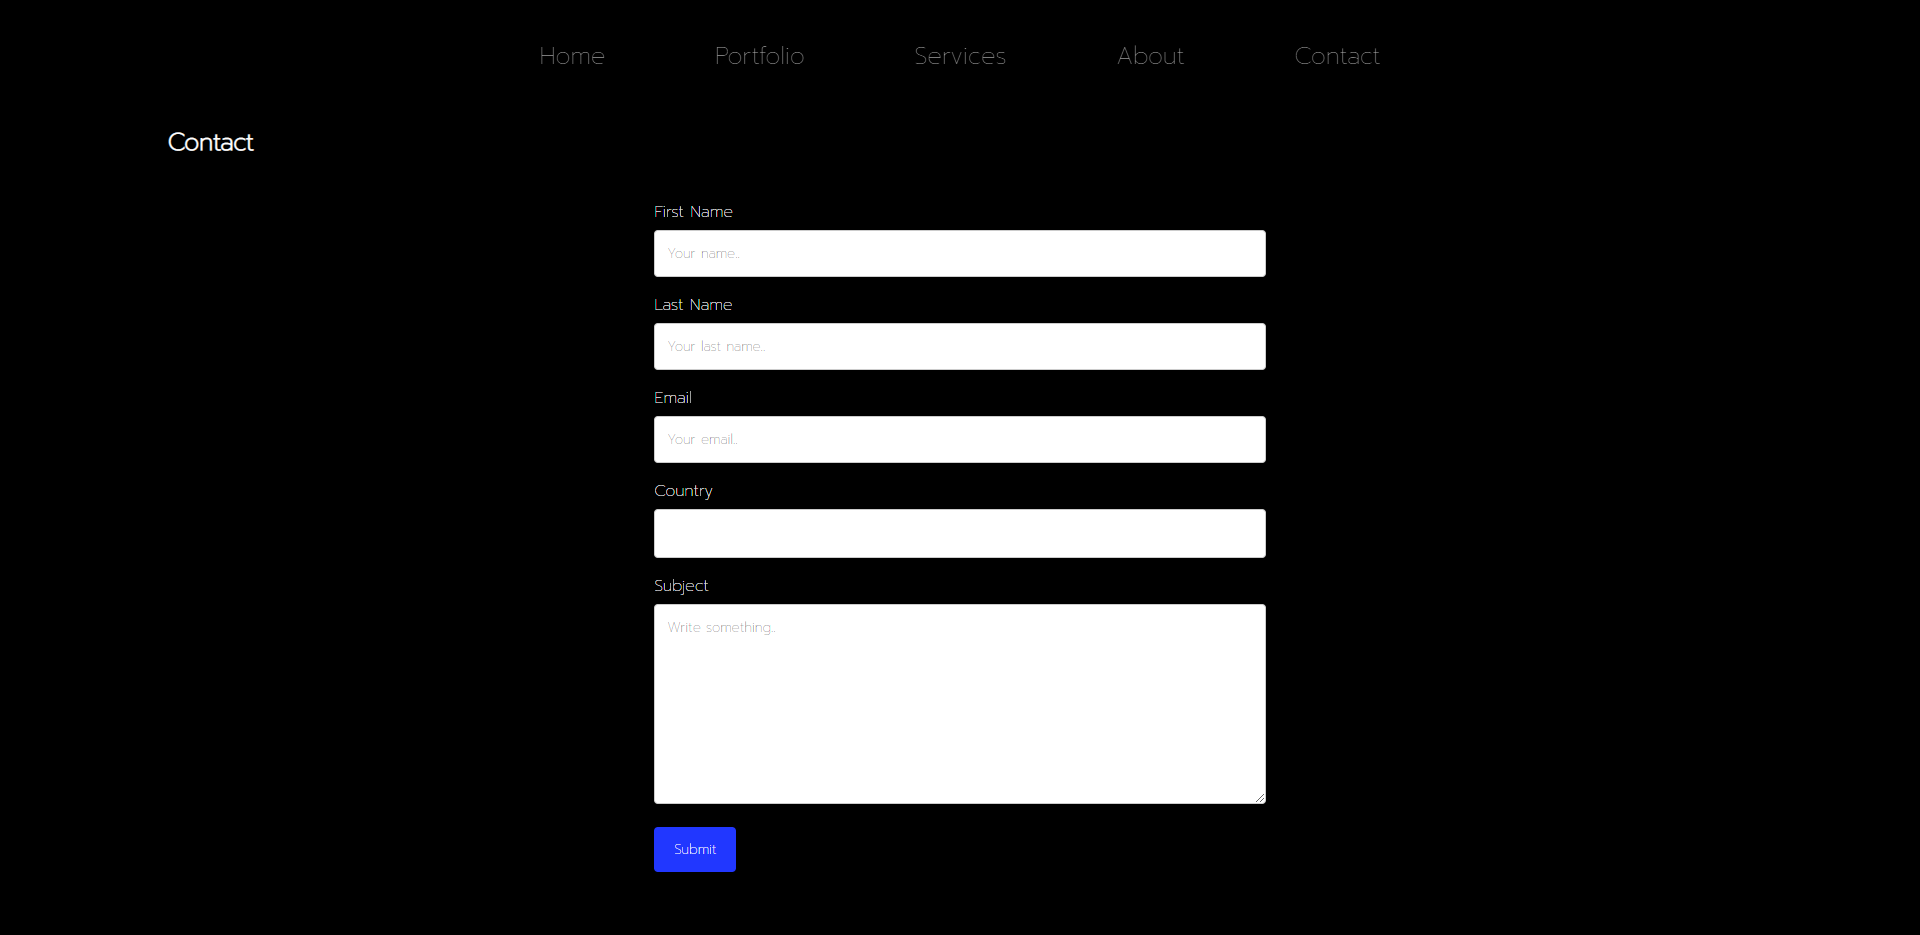 Home Portfolio Services About Contact
Contact
First Name
Your name..
Last Name
Your last name..
Email
Your email..
Country
Subject
Write something..
Submit